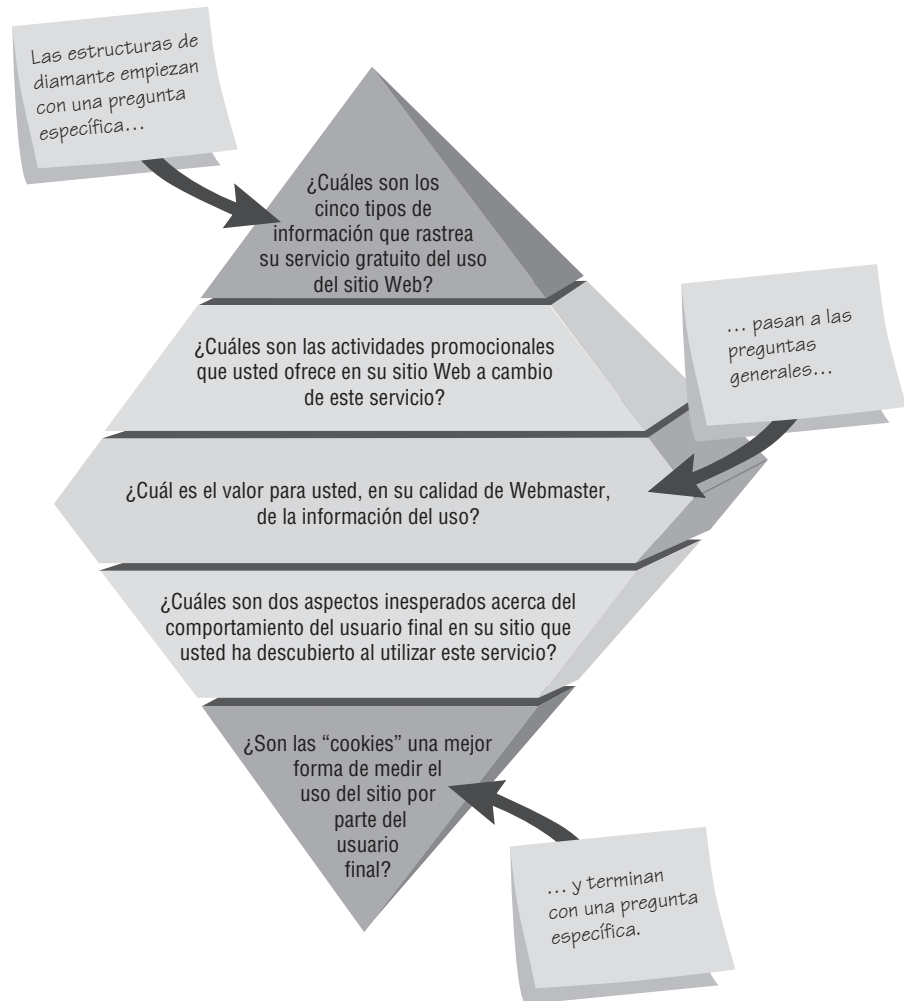 Las estructuras de
diamante empiezan
con una pregunta
específica…
¿Cuáles son los
cinco tipos de
información que rastrea
su servicio gratuito del uso
del sitio Web?
¿Cuáles son las actividades promocionales
que usted ofrece en su sitio Web a cambio
de este servicio?
… pasan a las
preguntas
generales…
¿Cuál es el valor para usted, en su calidad de Webmaster,
de la información del uso?
¿Cuáles son dos aspectos inesperados acerca del
comportamiento del usuario final en su sitio que
usted ha descubierto al utilizar este servicio?
¿Son las “cookies” una mejor
forma de medir el
uso del sitio por
parte del
usuario
final?
… y terminan
con una pregunta
específica.